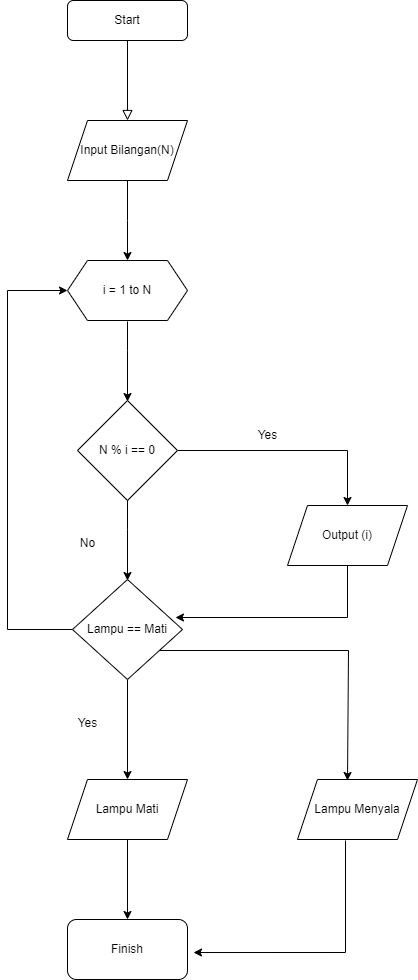 Start
Input Bilangan(N)
i = 1 to N
N % i == 0
Yes
Output (i)
No
Lampu == Mati
Yes
Lampu Mati
Lampu Menyala
Finish